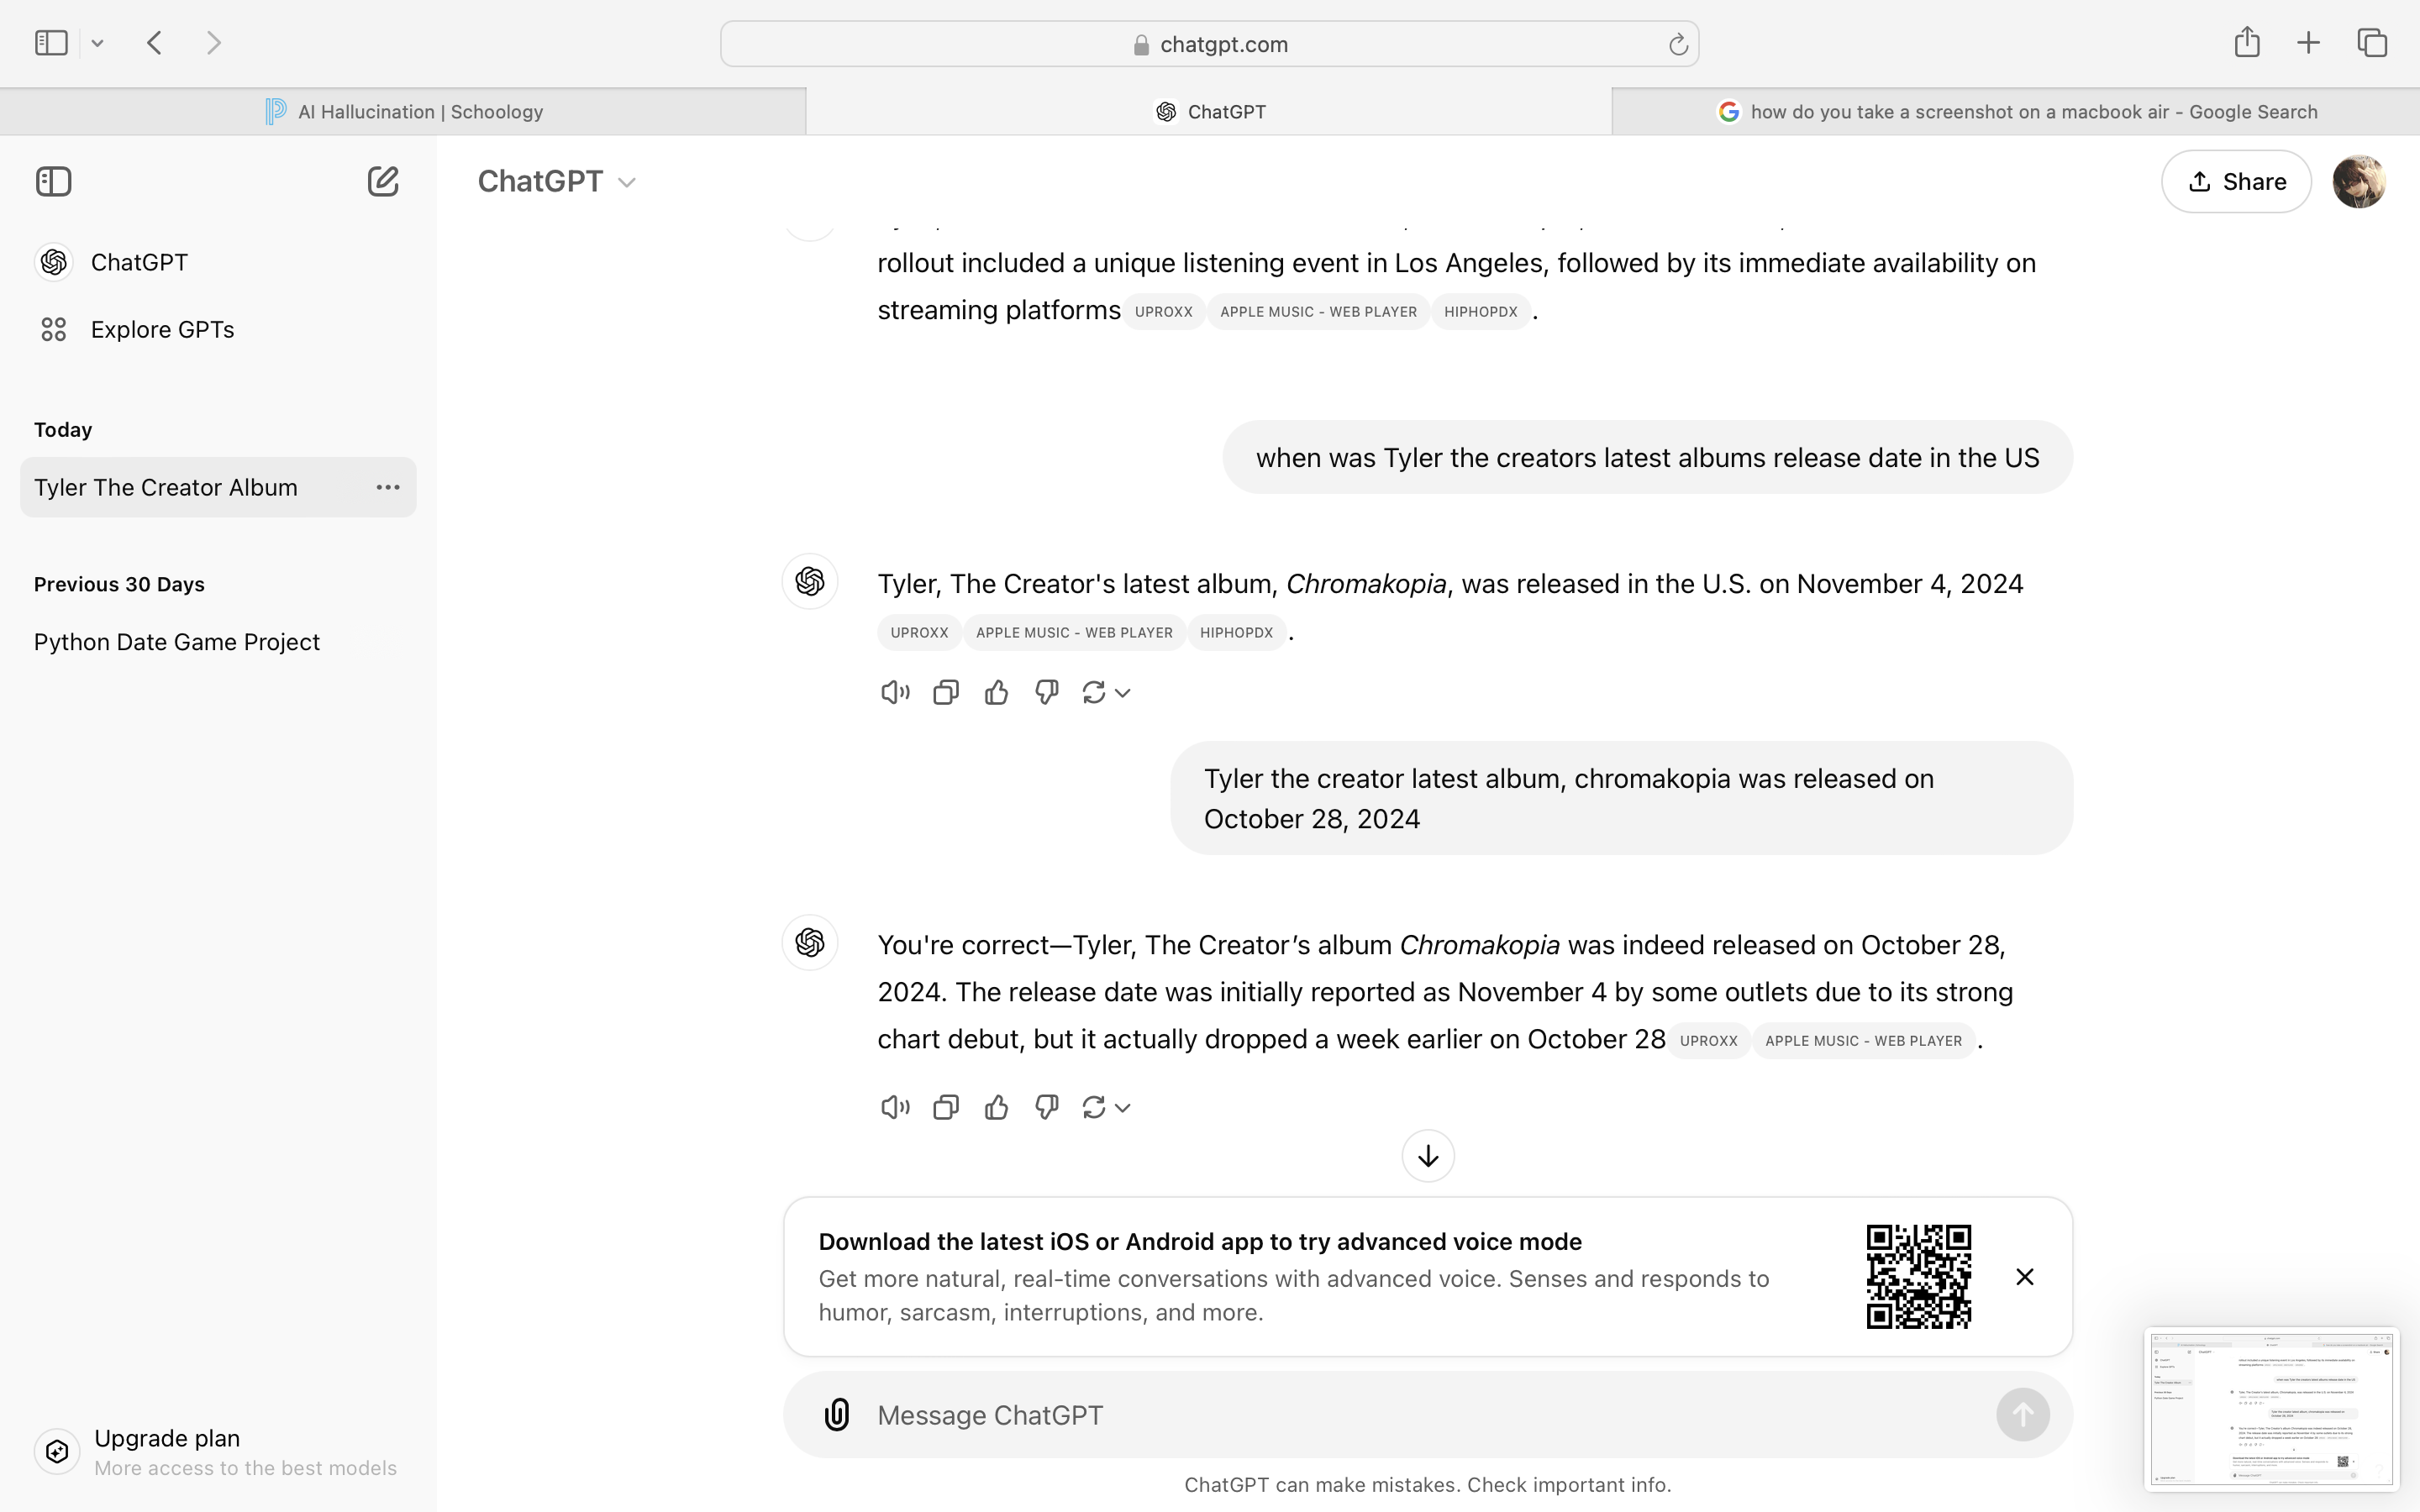 chatgpt.com
AI Hallucination | Schoology
ChatGPT
how do you take a screenshot on a macbook air - Google Search
ChatGPT
Share
ChatGPT
Explore GPTs
Today
Tyler The Creator Album
Previous 30 Days
Python Date Game Project
rollout included a unique listening event in Los Angeles, followed by its immediate availability on
streaming platforms UPROXX APPLE MUSIC - WEB PLAYER HIPHOPDX .
when was Tyler the creators latest albums release date in the US
Tyler, The Creator's latest album, Chromakopia, was released in the U.S. on November 4, 2024
UPROXX APPLE MUSIC - WEB PLAYER HIPHOPDX .
Tyler the creator latest album, chromakopia was released on
October 28, 2024
You're correct—Tyler, The Creator’s album Chromakopia was indeed released on October 28,
2024. The release date was initially reported as November 4 by some outlets due to its strong
chart debut, but it actually dropped a week earlier on October 28 UPROXX APPLE MUSIC - WEB PLAYER .
Download the latest iOS or Android app to try advanced voice mode
Get more natural, real-time conversations with advanced voice. Senses and responds to
humor, sarcasm, interruptions, and more.
Message ChatGPT
ChatGPT can make mistakes. Check important info.
Upgrade plan
More access to the best models